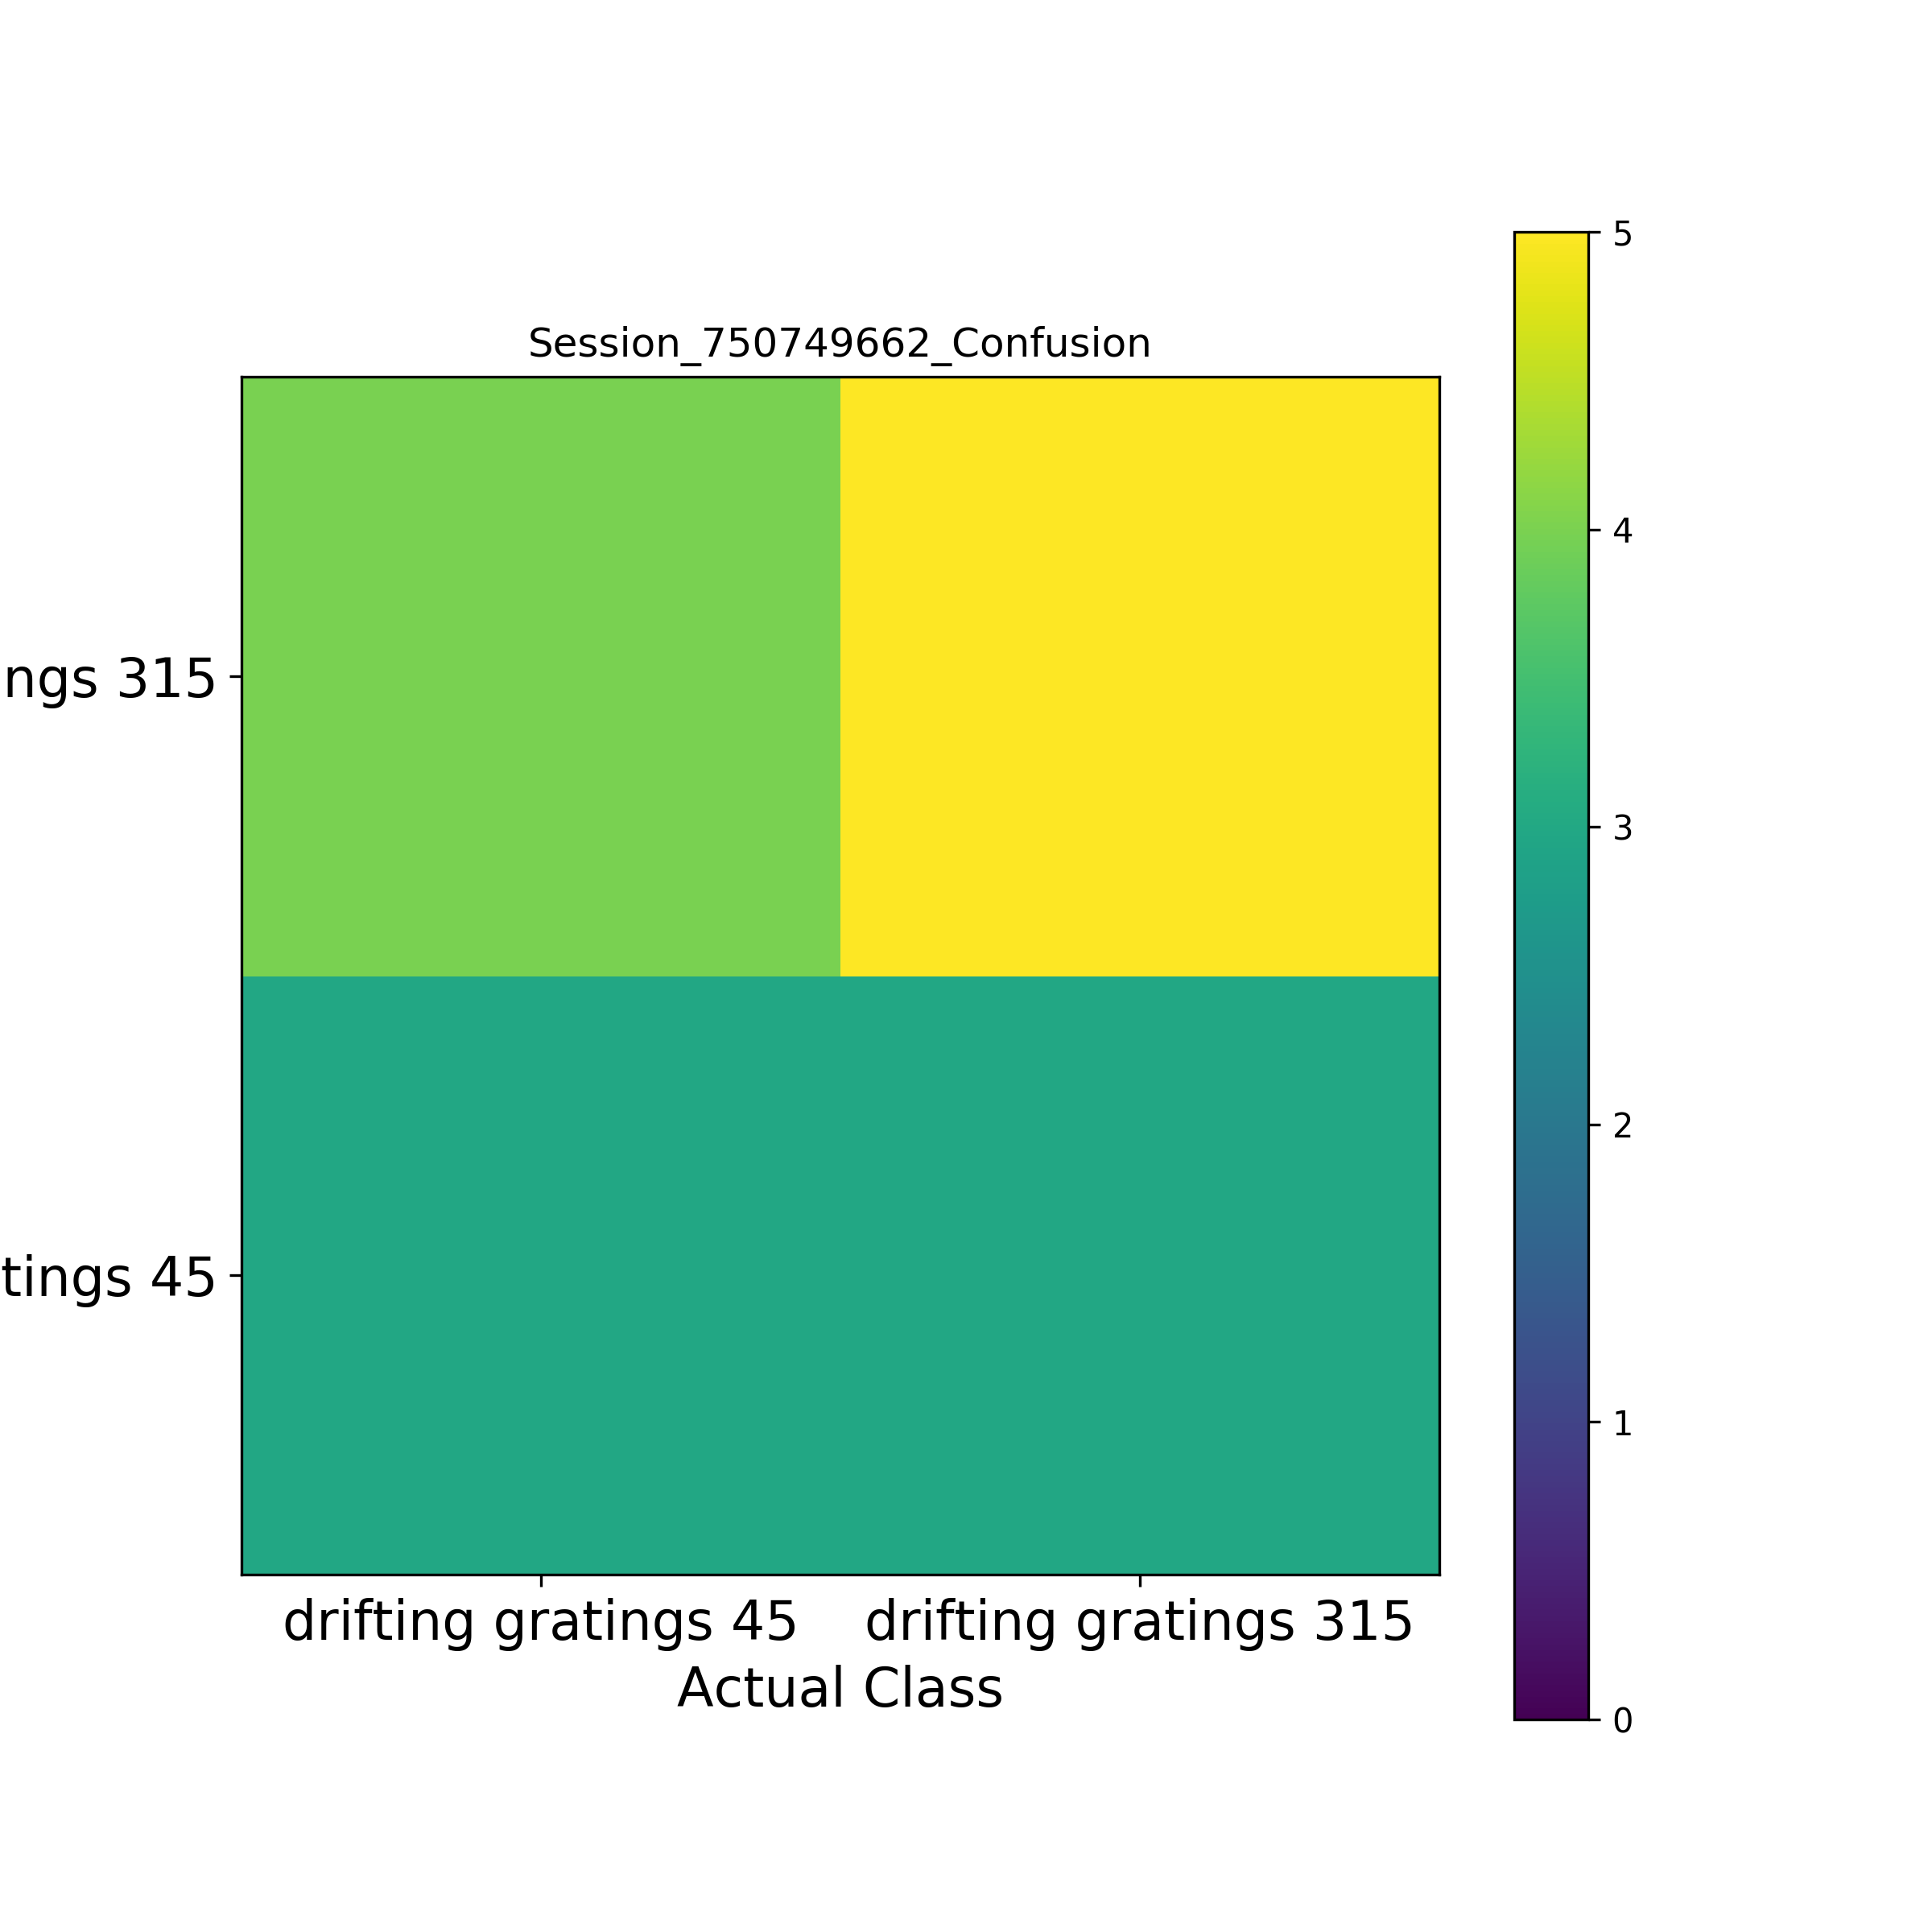 Session_750749662_Confusion
5
4
3
2
1
0
ngs 315
tings 45
drifting gratings 45 drifting gratings 315
Actual Class